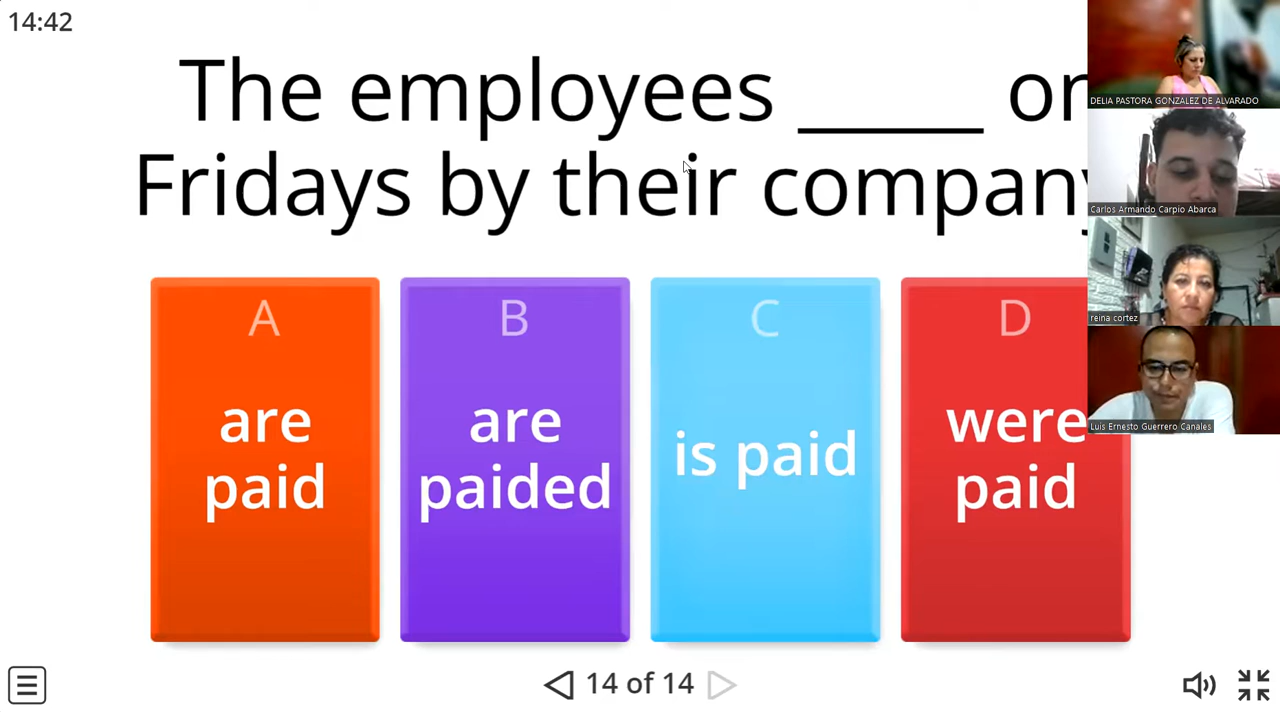 14:42
The employees _____ on
Fridays by their company
A
are
paid
B
are
paided
C
is paid
D
were
paid
14 of 14
DELIA PASTORA GONZALEZ DE ALVARADO
Carlos Armando Carpio Abarca
reina cortez
Luis Ernesto Guerrero Canales